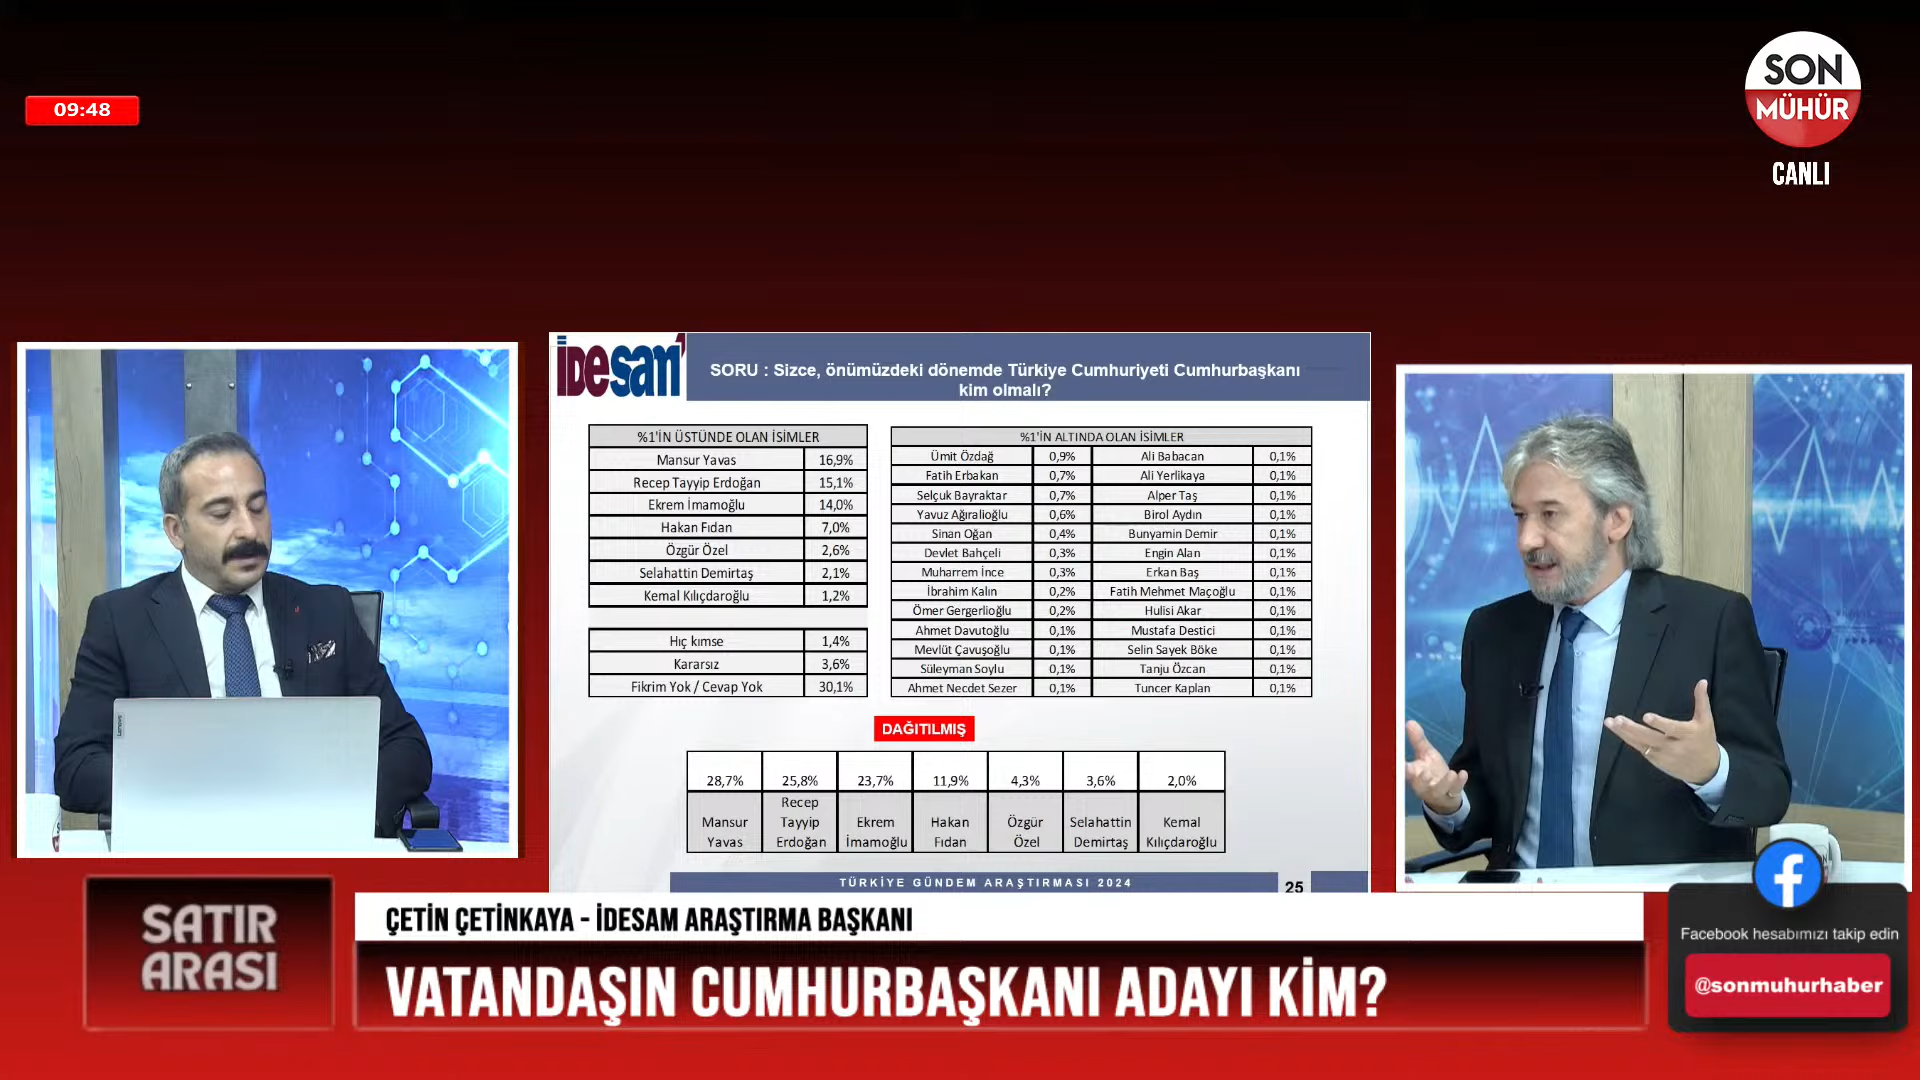 09:48
SON
MÜHÜR
CANLI
idesam
SORU : Sizce, önümüzdeki dönemde Türkiye Cumhuriyeti Cumhurbaşkanı
kim olmalı?
%1'İN ÜSTÜNDE OLAN İSİMLER
Mansur Yavas 16,9%
Recep Tayyip Erdoğan 15,1%
Ekrem İmamoğlu 14,0%
Hakan Fıdan 7,0%
Özgür Özel 2,6%
Selahattin Demirtaş 2,1%
Kemal Kılıçdaroğlu 1,2%
Hıç kımse 1,4%
Kararsız 3,6%
Fikrim Yok / Cevap Yok 30,1%
%1'İN ALTINDA OLAN İSİMLER
Ümit Özdağ 0,9% Ali Babacan 0,1%
Fatih Erbakan 0,7% Ali Yerlikaya 0,1%
Selçuk Bayraktar 0,7% Alper Taş 0,1%
Yavuz Ağıralioğlu 0,6% Birol Aydın 0,1%
Sinan Oğan 0,4% Bunyamin Demir 0,1%
Devlet Bahçeli 0,3% Engin Alan 0,1%
Muharrem İnce 0,3% Erkan Baş 0,1%
İbrahim Kalın 0,2% Fatih Mehmet Maçoğlu 0,1%
Ömer Gergerlioğlu 0,2% Hulisi Akar 0,1%
Ahmet Davutoğlu 0,1% Mustafa Destici 0,1%
Mevlüt Çavuşoğlu 0,1% Selin Sayek Böke 0,1%
Süleyman Soylu 0,1% Tanju Özcan 0,1%
Ahmet Necdet Sezer 0,1% Tuncer Kaplan 0,1%
DAĞITILMIŞ
28,7% 25,8% 23,7% 11,9% 4,3% 3,6% 2,0%
Mansur Yavas
Recep Tayyip Erdoğan
Ekrem İmamoğlu
Hakan Fıdan
Özgür Özel
Selahattin Demirtaş
Kemal Kılıçdaroğlu
TÜRKİYE GÜNDEM ARAŞTIRMASI 2024
25
Lenovo
SATIR
ARASI
ÇETİN ÇETİNKAYA - İDESAM ARAŞTIRMA BAŞKANI
VATANDAŞIN CUMHURBAŞKANI ADAYI KİM?
Facebook hesabımızı takip edin
@sonmuhurhaber